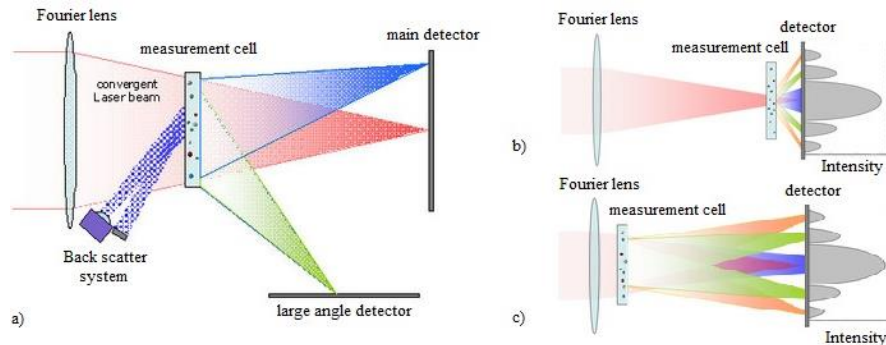 Fourier lens
measurement cell
main detector
convergent
Laser beam
Back scatter
system
large angle detector
a)
Fourier lens
measurement cell
detector
b)
Intensity
Fourier lens
measurement cell
detector
c)
Intensity